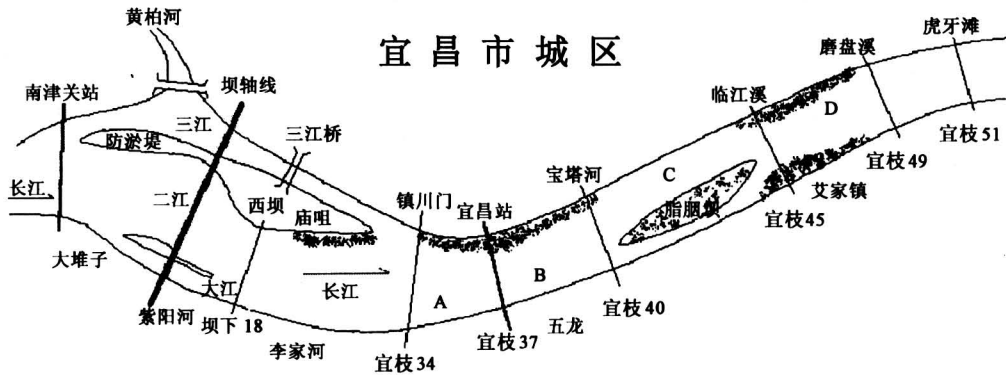 宜昌市城区
黄柏河
虎牙滩
磨盘溪
南津关站
坝轴线
临江溪
D
三江
三江桥
宜枝51
防淤堤
宜枝49
宝塔河
C
长江
二江
西坝
镇川门
宜昌站
艾家镇
庙咀
胭脂坝
宜枝45
大堆子
大江
长江
A
B
宜枝40
紫阳河
坝下18
五龙
李家河
宜枝34
宜枝37